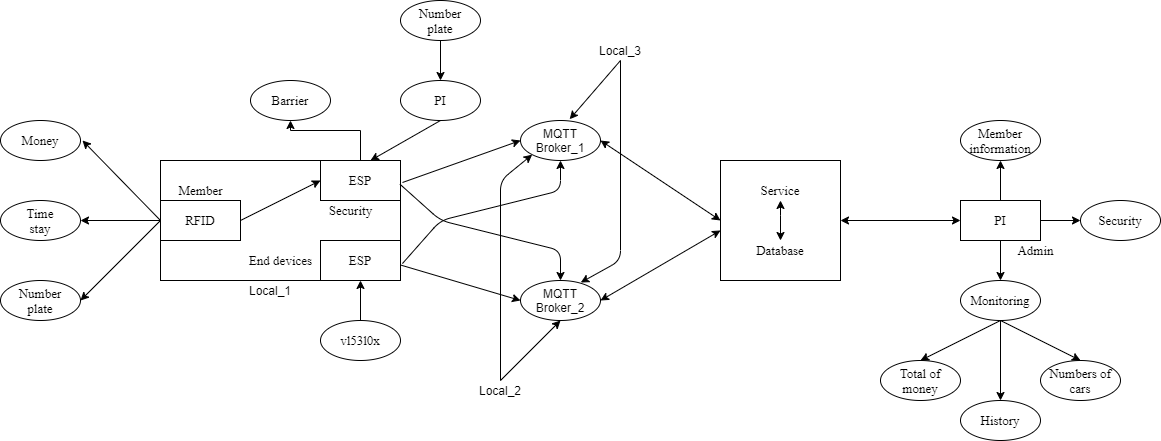 Number
plate
Local_3
Barrier
PI
Money
MQTT
Broker_1
Member
information
Member
ESP
Service
RFID
Security
Time
stay
PI
Security
End devices
ESP
Database
Admin
Local_1
Number
plate
MQTT
Broker_2
Monitoring
vl53l0x
Local_2
Total of
money
Numbers of
cars
History